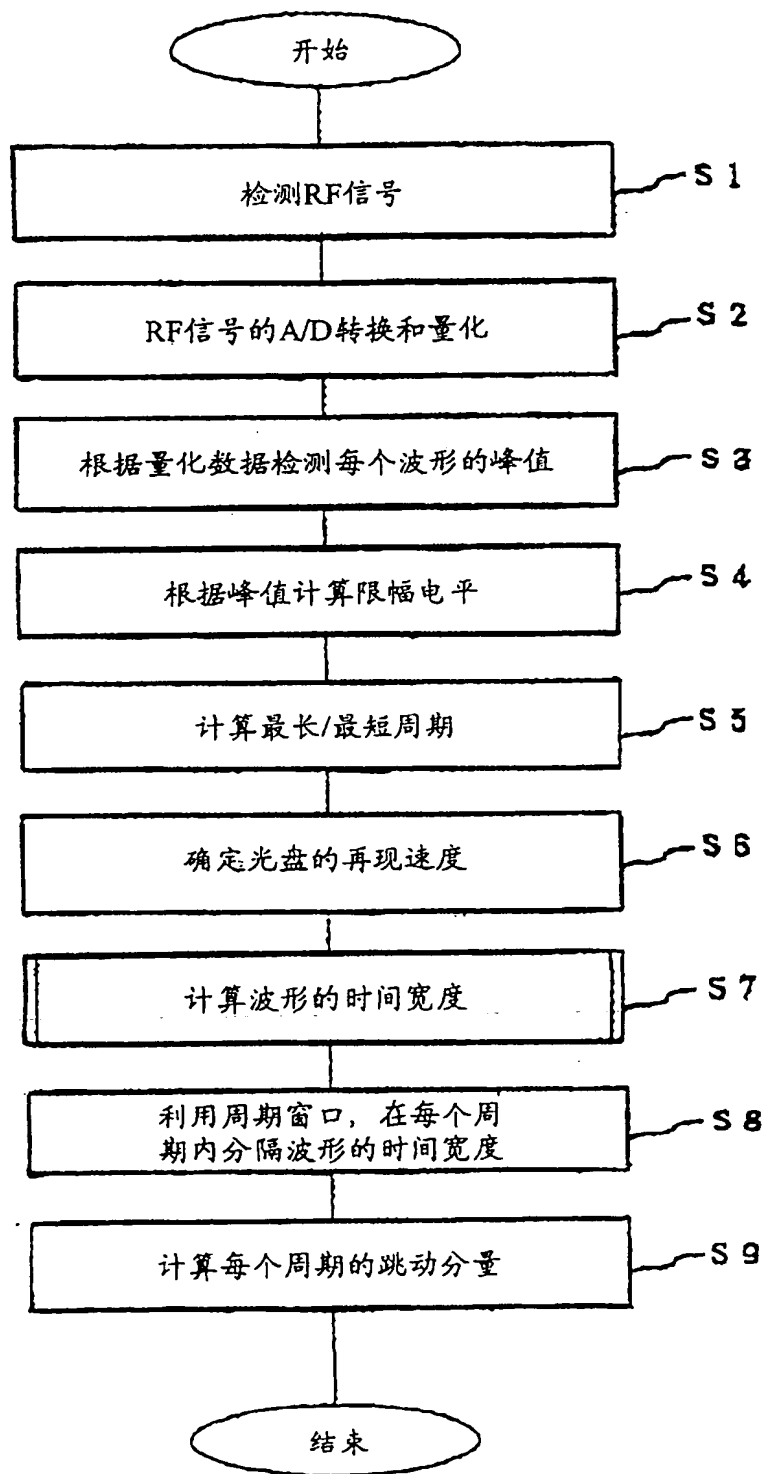 开始
检测RF信号
S1
RF信号的A/D转换和量化
S2
根据量化数据检测每个波形的峰值
S3
根据峰值计算限幅电平
S4
计算最长/最短周期
S5
确定光盘的再现速度
S6
计算波形的时间宽度
S7
利用周期窗口，在每个周
期内分隔波形的时间宽度
S8
计算每个周期的跳动分量
S9
结束